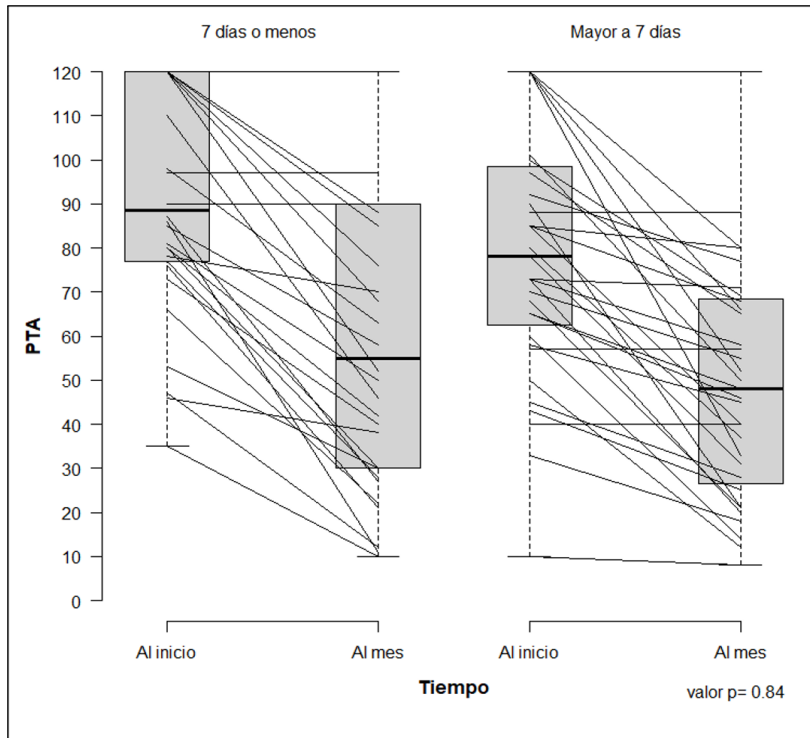 7 días o menos
Mayor a 7 días
PTA
120
110
100
90
80
70
60
50
40
30
20
10
0
Al inicio
Al mes
Al inicio
Al mes
Tiempo
valor p= 0.84